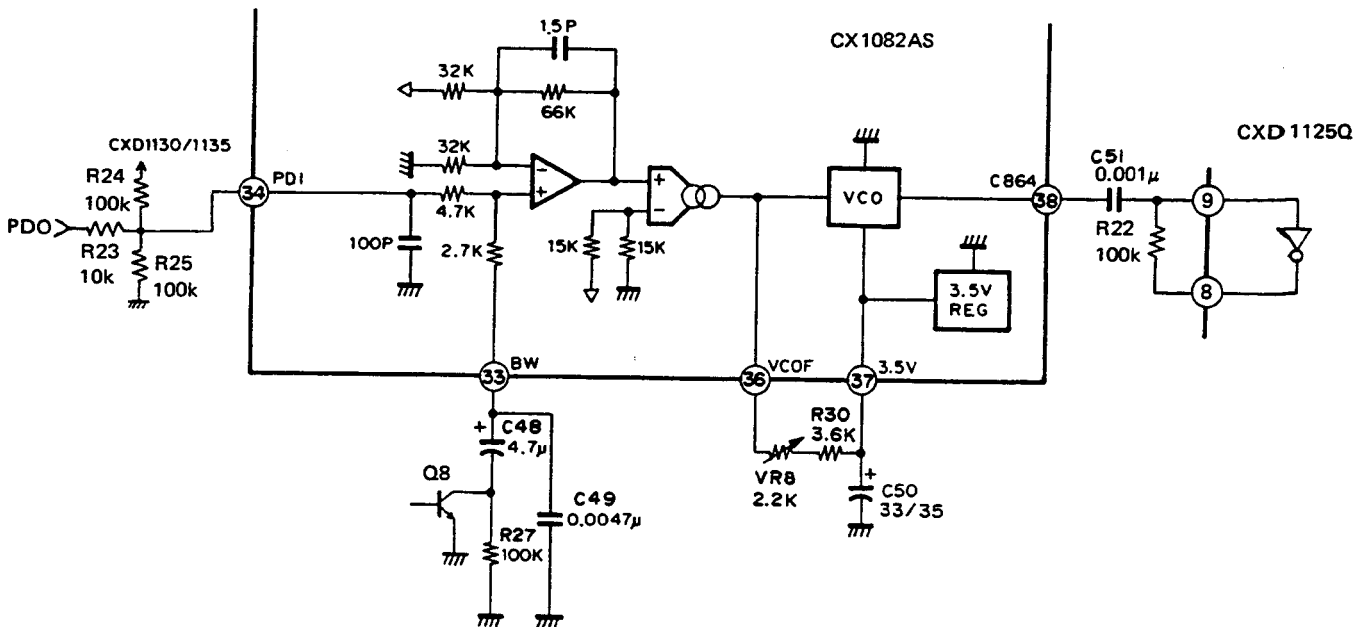 1.5P
CX1082AS
32K
66K
CXD1130/1135
32K
CXD1125Q
R24
100k
34
PD1
C51
0.001μ
VCO
C864
38
9
PDO
4.7K
R23
10k
R25
100k
100P
2.7K
15K
15K
R22
100k
3.5V
REG
8
33
BW
36
VCOF
37
3.5V
+
C48
4.7μ
R30
3.6K
Q8
VR8
2.2K
+
C50
33/35
C49
0.0047μ
R27
100K
-
+
+
-